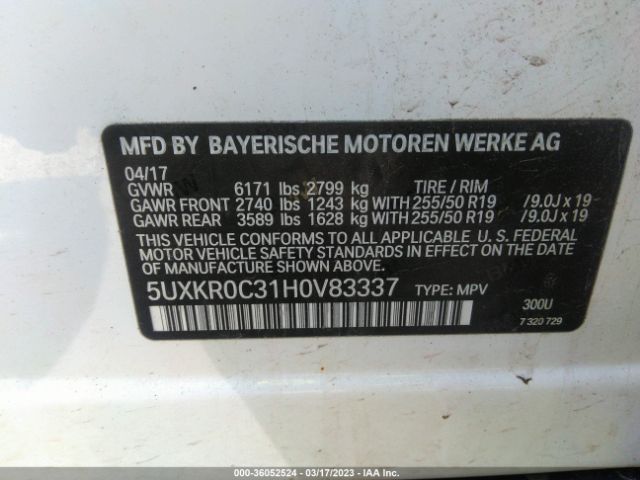 MFD BY BAYERISCHE MOTOREN WERKE AG
04/17
GVWR 6171 lbs 2799 kg TIRE / RIM
GAWR FRONT 2740 lbs 1243 kg WITH 255/50 R19 /9.0J x 19
GAWR REAR 3589 lbs 1628 kg WITH 255/50 R19 /9.0J x 19
THIS VEHICLE CONFORMS TO ALL APPLICABLE U. S. FEDERAL
MOTOR VEHICLE SAFETY STANDARDS IN EFFECT ON THE DATE
OF MANUFACTURE SHOWN ABOVE.
5UXKR0C31H0V83337 TYPE: MPV
300U
7 320 729
000-36052524 — 03/17/2023 — IAA Inc.